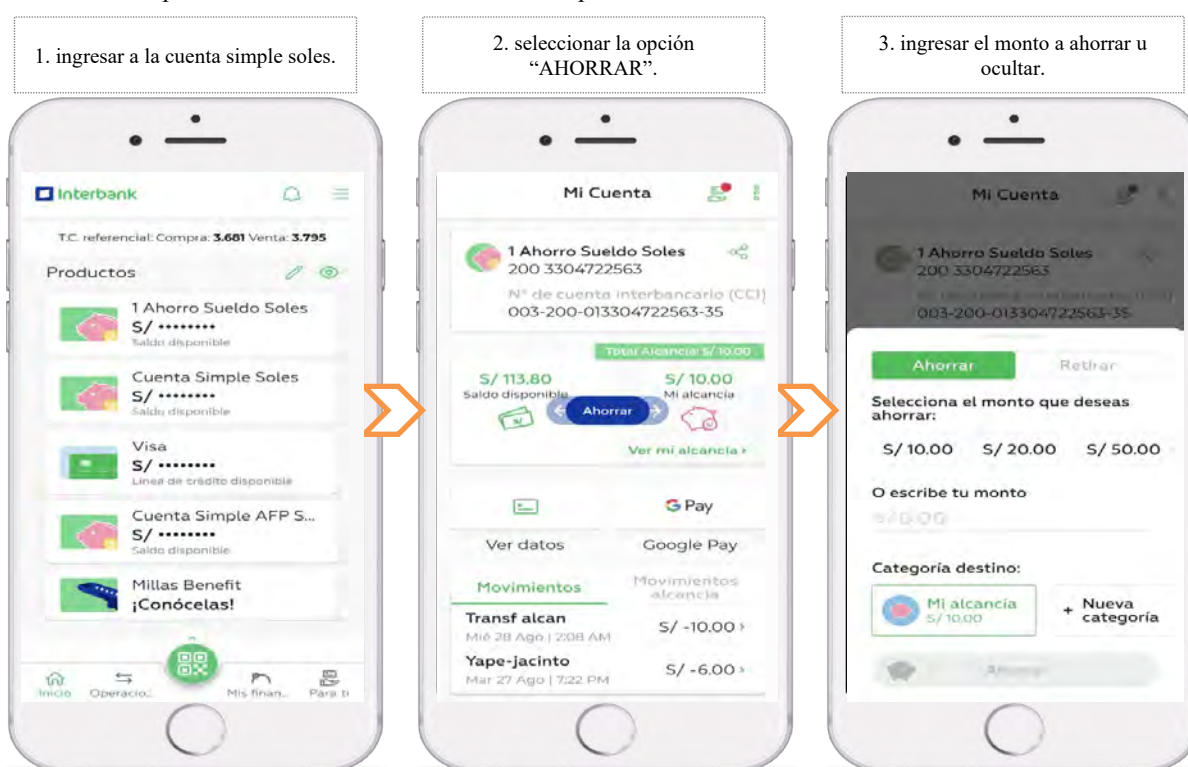 1. ingresar a la cuenta simple soles.
2. seleccionar la opción
“AHORRAR”.
3. ingresar el monto a ahorrar u
ocultar.
Interbank
T.C. referencial: Compra: 3.681 Venta: 3.795
Productos
1 Ahorro Sueldo Soles
S/ ••••••••
Saldo disponible
Cuenta Simple Soles
S/ ••••••••
Saldo disponible
Visa
S/ ••••••••
Línea de crédito disponible
Cuenta Simple AFP S...
S/ ••••••••
Saldo disponible
Millas Benefit
¡Conócelas!
Inicio Operacio... Mis finan... Para ti
Mi Cuenta
1 Ahorro Sueldo Soles
200 3304722563
N° de cuenta interbancario (CCI)
003-200-013304722563-35
Total Alcancía: S/ 10.00
S/ 113.80 S/ 10.00
Saldo disponible Mi alcancía
Ahorrar
Ver mi alcancía ›
G Pay
Ver datos Google Pay
Movimientos Movimientos
alcancía
Transf alcan S/ -10.00 ›
Mié 28 Ago | 2:08 AM
Yape-jacinto S/ -6.00 ›
Mar 27 Ago | 7:22 PM
Mi Cuenta
1 Ahorro Sueldo Soles
200 3304722563
003-200-013304722563-35
Ahorrar Retirar
Selecciona el monto que deseas
ahorrar:
S/ 10.00 S/ 20.00 S/ 50.00
O escribe tu monto
S/0.00
Categoría destino:
Mi alcancía
S/ 10.00
+ Nueva
categoría
Ahorrar